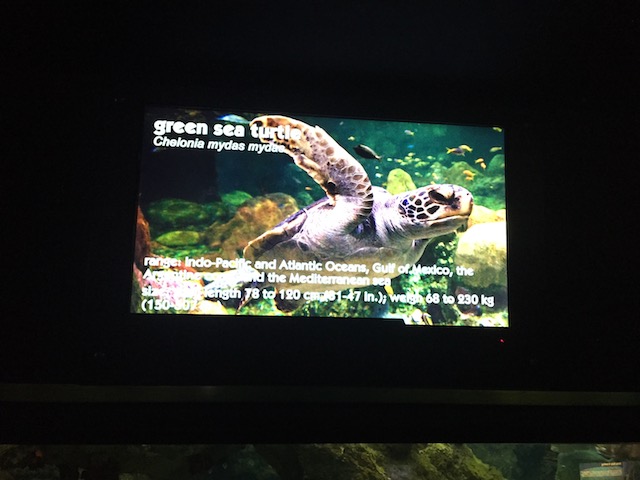 green sea turtle
Chelonia mydas mydas
range: Indo-Pacific and Atlantic Oceans, Gulf of Mexico, the
and the Mediterranean sea
length 78 to 120 cm (31-47 in.); weigh 68 to 230 kg